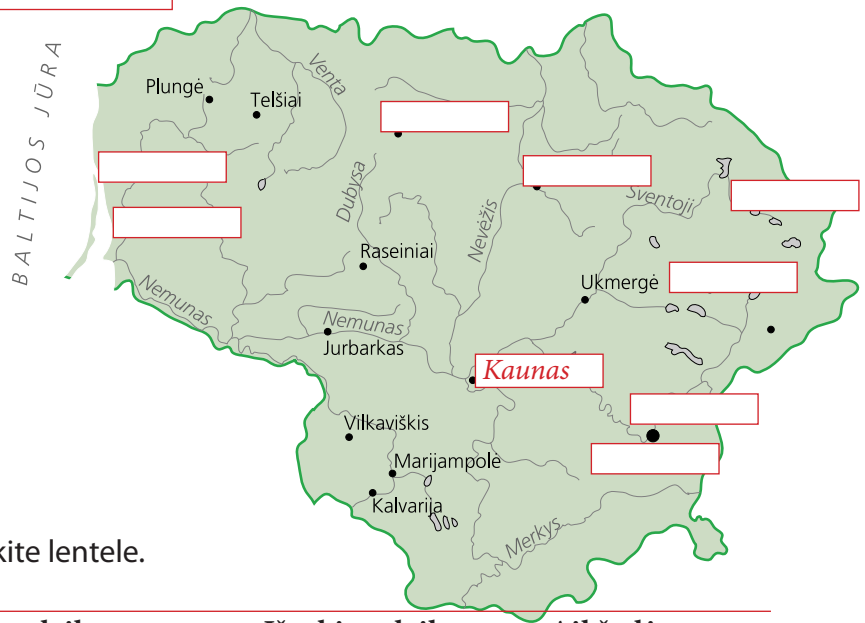 BALTIJOS JŪRA
Plungė
Telšiai
Venta
Dubysa
Nevėžis
Šventoji
Raseiniai
Ukmergė
Nemunas
Nemunas
Jurbarkas
Kaunas
Vilkaviškis
Marijampolė
Kalvarija
Merkys
kite lentele.